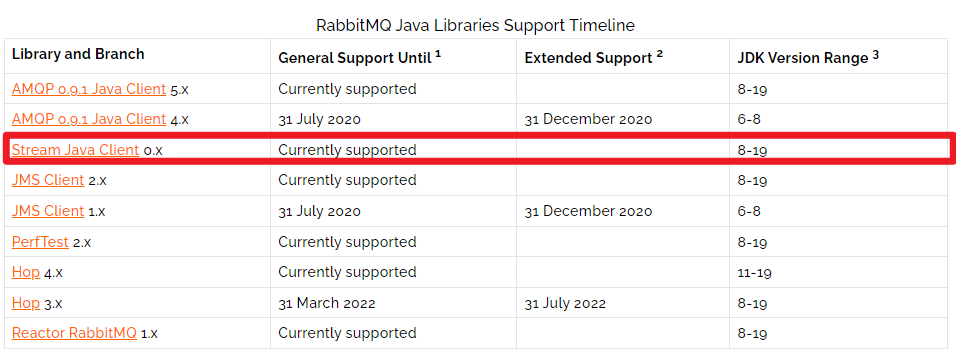 RabbitMQ Java Libraries Support Timeline
Library and Branch General Support Until 1 Extended Support 2 JDK Version Range 3
AMQP 0.9.1 Java Client 5.x Currently supported 8-19
AMQP 0.9.1 Java Client 4.x 31 July 2020 31 December 2020 6-8
Stream Java Client 0.x Currently supported 8-19
JMS Client 2.x Currently supported 8-19
JMS Client 1.x 31 July 2020 31 December 2020 6-8
PerfTest 2.x Currently supported 8-19
Hop 4.x Currently supported 11-19
Hop 3.x 31 March 2022 31 July 2022 8-19
Reactor RabbitMQ 1.x Currently supported 8-19